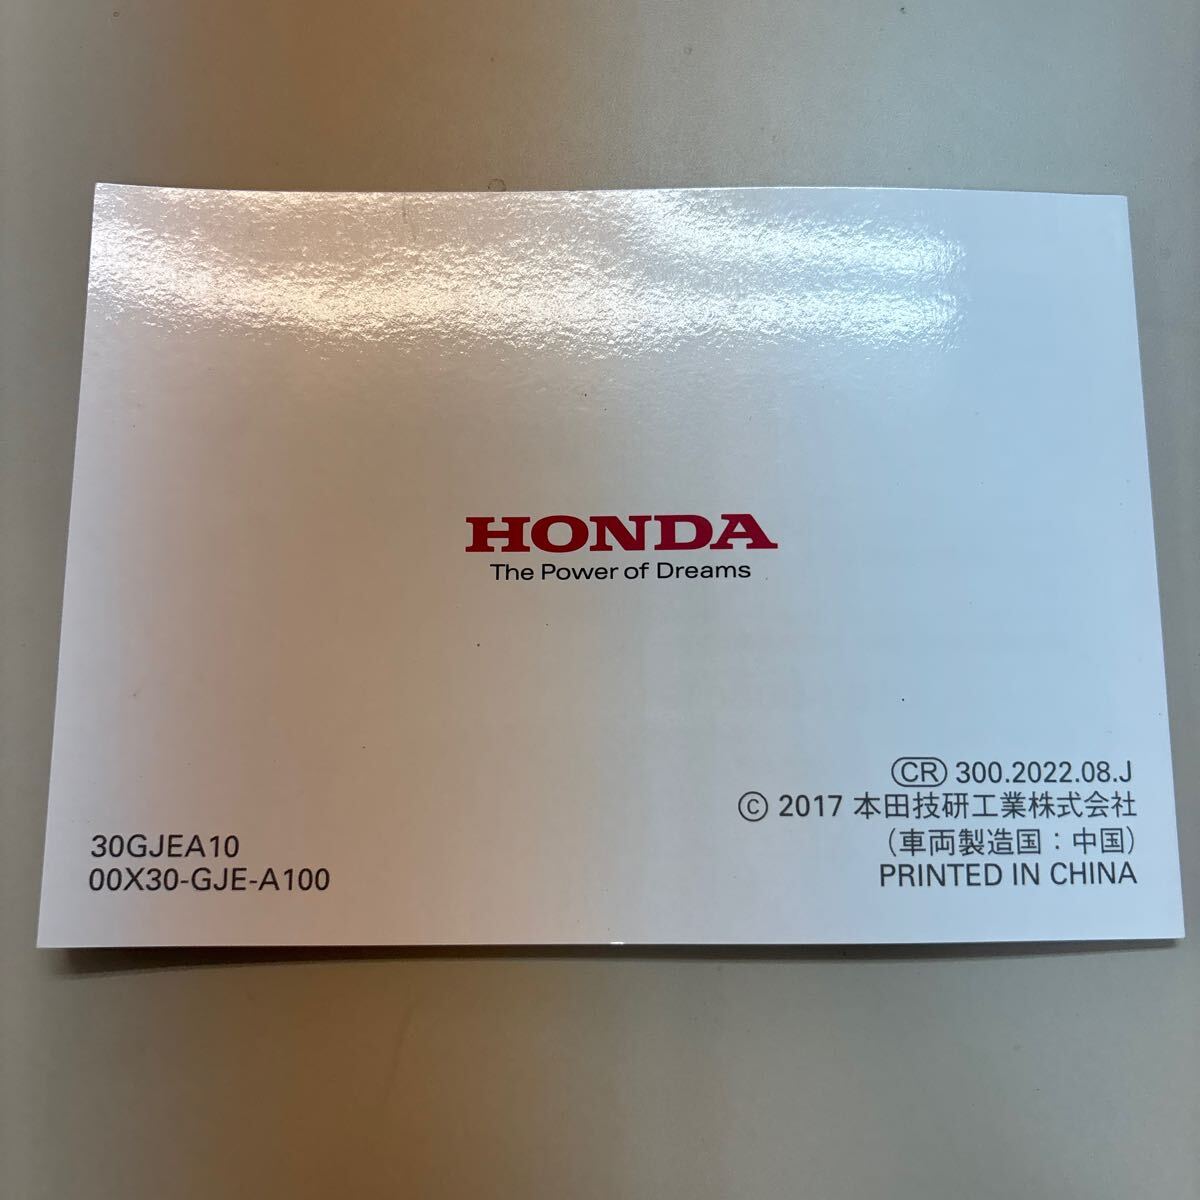 HONDA
The Power of Dreams
30GJEA10
00X30-GJE-A100
CR 300.2022.08.J
© 2017 本田技研工業株式会社
(車両製造国：中国)
PRINTED IN CHINA